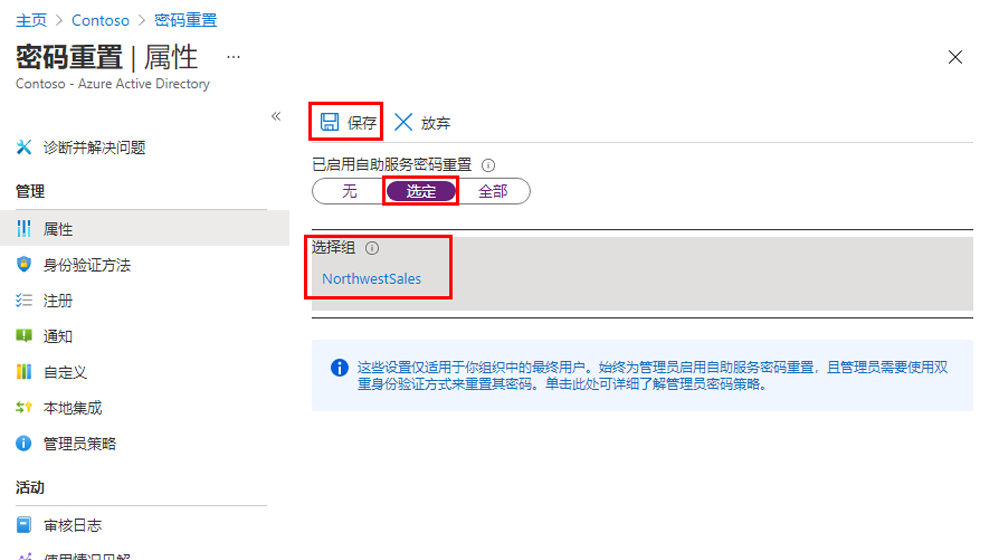 主页 > Contoso > 密码重置
密码重置 | 属性 ...
Contoso - Azure Active Directory
«
保存 放弃
诊断并解决问题
管理
属性
身份验证方法
注册
通知
自定义
本地集成
管理员策略
活动
审核日志
使用情况见解
已启用自助服务密码重置
无 选定 全部
选择组
NorthwestSales
这些设置仅适用于你组织中的最终用户。始终为管理员启用自助服务密码重置，且管理员需要使用双
重身份验证方式来重置其密码。单击此处可详细了解管理员密码策略。